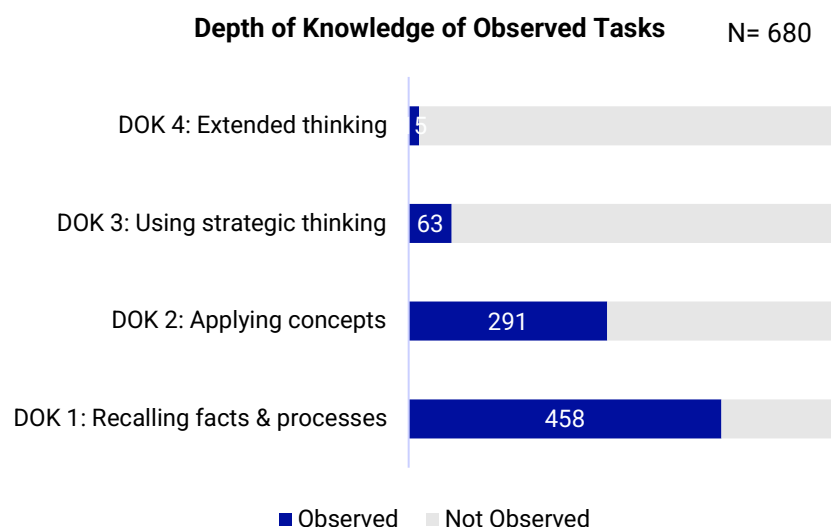 Depth of Knowledge of Observed Tasks
N= 680
DOK 4: Extended thinking
15
DOK 3: Using strategic thinking
63
DOK 2: Applying concepts
291
DOK 1: Recalling facts & processes
458
Observed
Not Observed